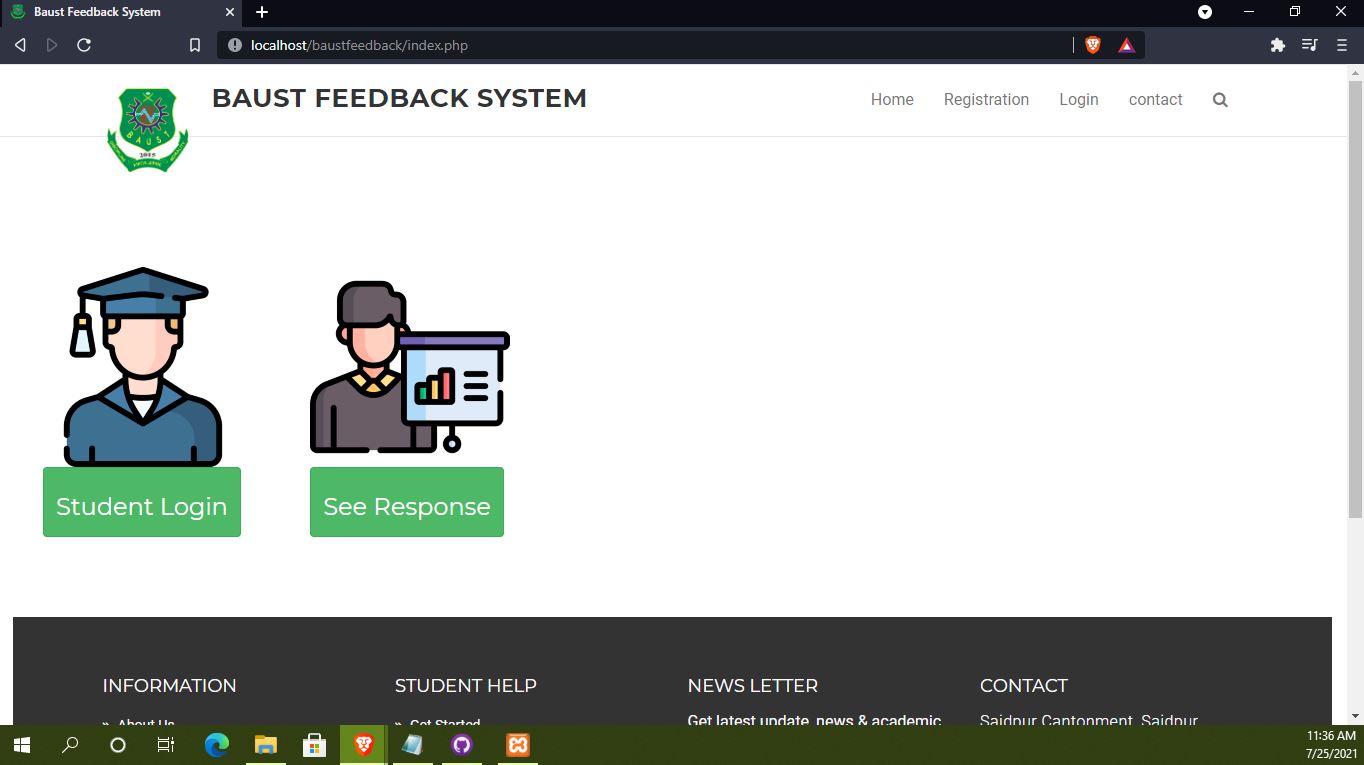 Baust Feedback System
localhost/baustfeedback/index.php
BAUST FEEDBACK SYSTEM
Home Registration Login contact
BAUST
2015
Student Login See Response
INFORMATION STUDENT HELP NEWS LETTER CONTACT
» About Us » Get Started Get latest update, news & academic Saidpur Cantonment, Saidpur
11:36 AM
7/25/2021